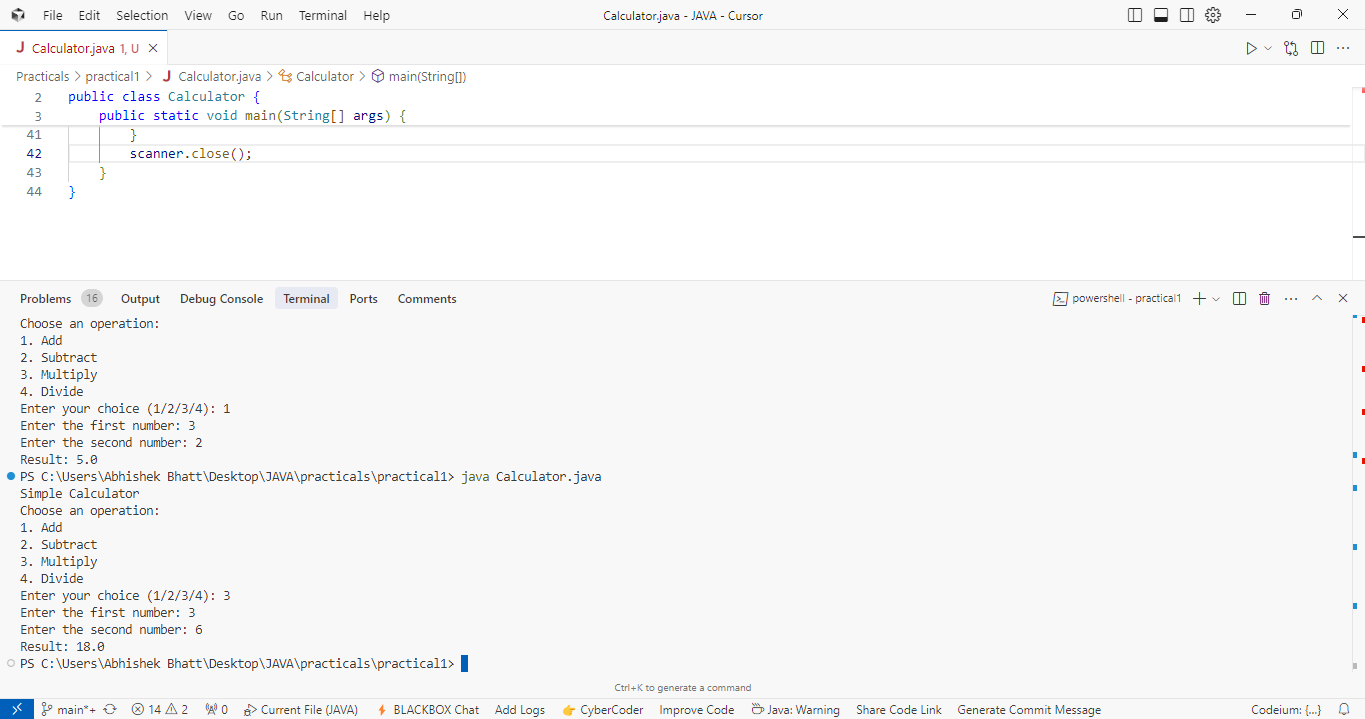 File Edit Selection View Go Run Terminal Help Calculator.java - JAVA - Cursor
J Calculator.java 1, U
Practicals > practical1 > J Calculator.java > Calculator > main(String[])
2 public class Calculator {
3 public static void main(String[] args) {
41 }
42 scanner.close();
43 }
44 }
Problems 16 Output Debug Console Terminal Ports Comments powershell - practical1
Choose an operation:
1. Add
2. Subtract
3. Multiply
4. Divide
Enter your choice (1/2/3/4): 1
Enter the first number: 3
Enter the second number: 2
Result: 5.0
PS C:\Users\Abhishek Bhatt\Desktop\JAVA\practicals\practical1> java Calculator.java
Simple Calculator
Choose an operation:
1. Add
2. Subtract
3. Multiply
4. Divide
Enter your choice (1/2/3/4): 3
Enter the first number: 3
Enter the second number: 6
Result: 18.0
PS C:\Users\Abhishek Bhatt\Desktop\JAVA\practicals\practical1>
Ctrl+K to generate a command
main*+ 14 2 0 Current File (JAVA) BLACKBOX Chat Add Logs CyberCoder Improve Code Java: Warning Share Code Link Generate Commit Message Codeium: {...}